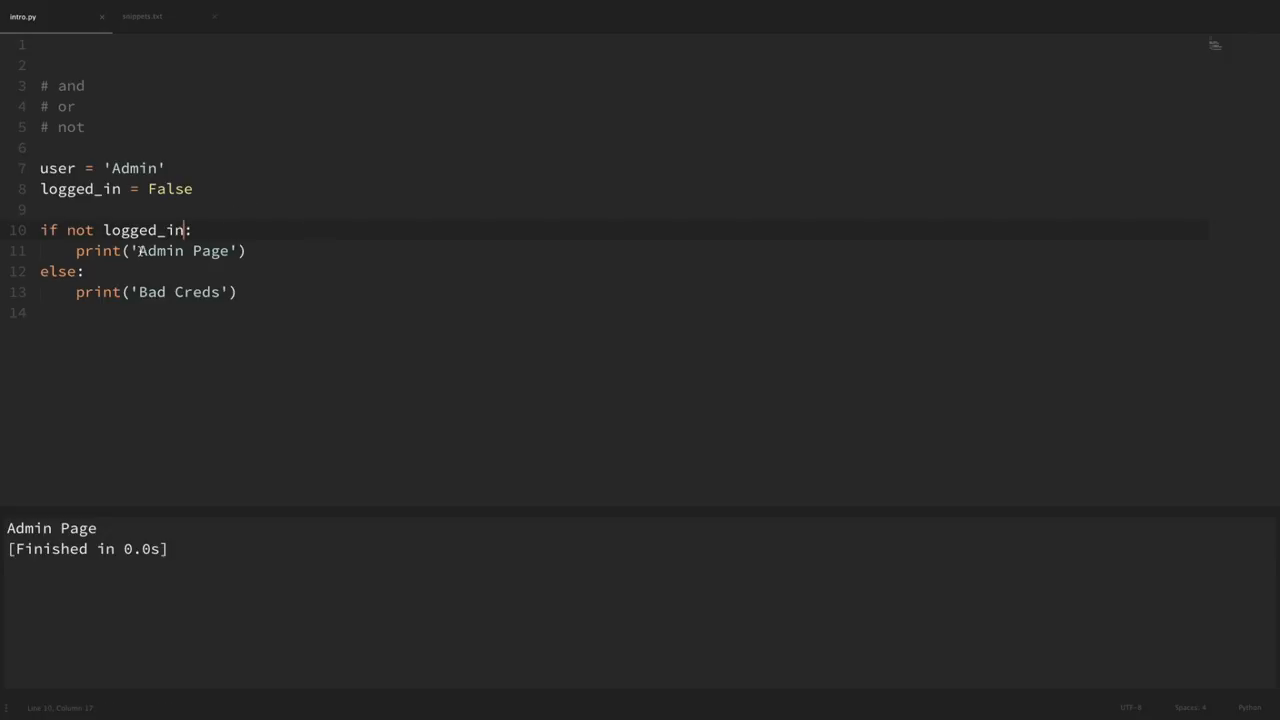 intro.py × snippets.txt ×
1
2
3 # and
4 # or
5 # not
6
7 user = 'Admin'
8 logged_in = False
9
10 if not logged_in:
11     print('Admin Page')
12 else:
13     print('Bad Creds')
14
Admin Page
[Finished in 0.0s]
Line 10, Column 17 UTF-8 Spaces: 4 Python